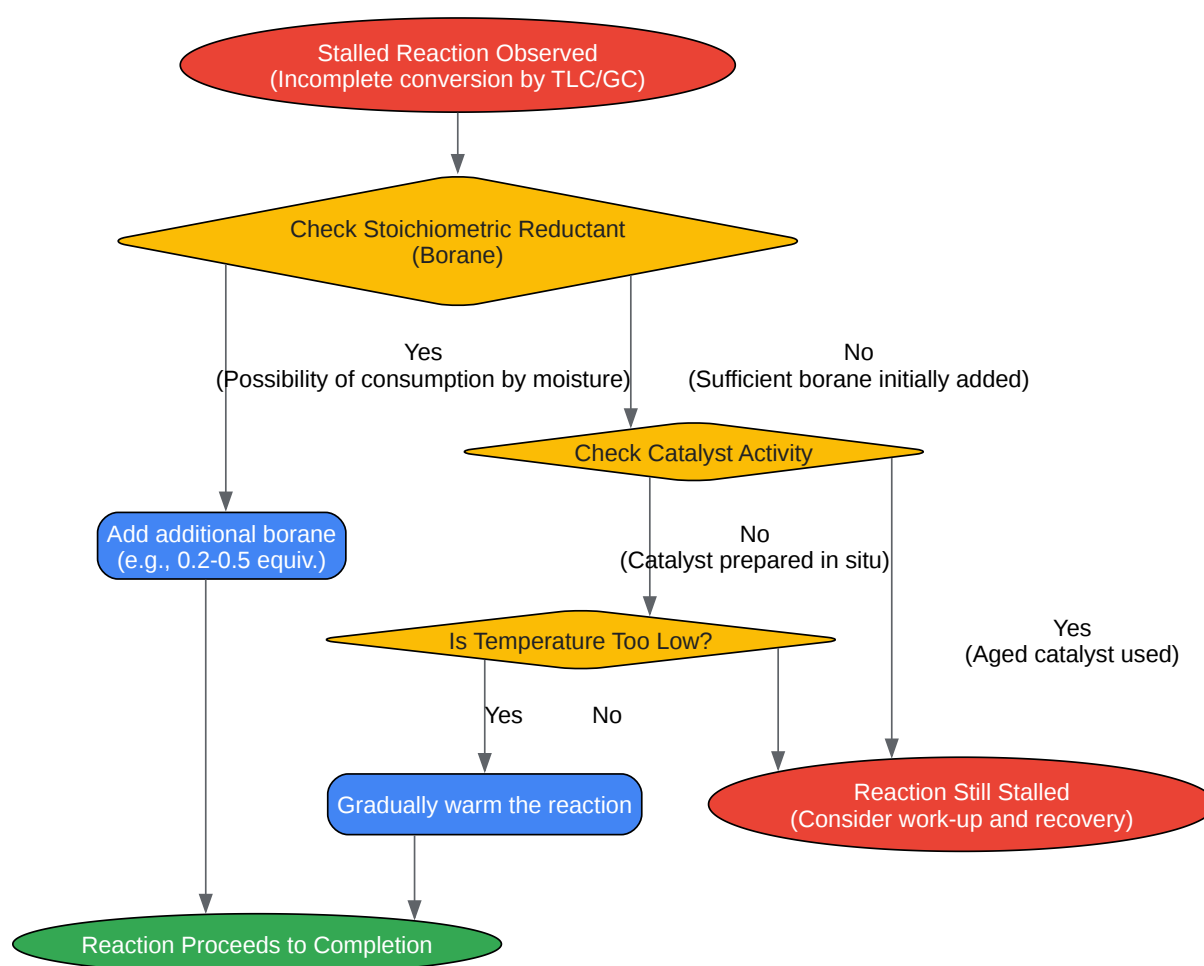 Stalled Reaction Observed
(Incomplete conversion by TLC/GC)
Check Stoichiometric Reductant
(Borane)
Yes
(Possibility of consumption by moisture)
No
(Sufficient borane initially added)
Check Catalyst Activity
Add additional borane
(e.g., 0.2-0.5 equiv.)
No
(Catalyst prepared in situ)
Is Temperature Too Low?
Yes
(Aged catalyst used)
Yes
No
Gradually warm the reaction
Reaction Still Stalled
(Consider work-up and recovery)
Reaction Proceeds to Completion